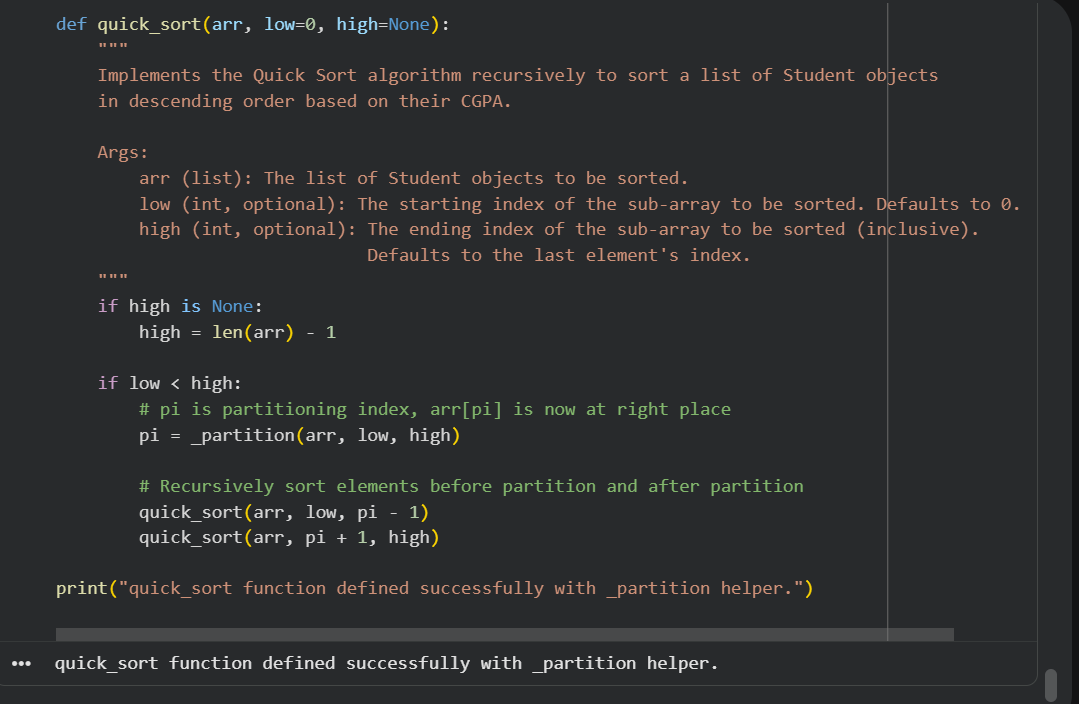 def quick_sort(arr, low=0, high=None):
    """
    Implements the Quick Sort algorithm recursively to sort a list of Student objects
    in descending order based on their CGPA.

    Args:
        arr (list): The list of Student objects to be sorted.
        low (int, optional): The starting index of the sub-array to be sorted. Defaults to 0.
        high (int, optional): The ending index of the sub-array to be sorted (inclusive).
                              Defaults to the last element's index.
    """
    if high is None:
        high = len(arr) - 1

    if low < high:
        # pi is partitioning index, arr[pi] is now at right place
        pi = _partition(arr, low, high)

        # Recursively sort elements before partition and after partition
        quick_sort(arr, low, pi - 1)
        quick_sort(arr, pi + 1, high)

print("quick_sort function defined successfully with _partition helper.")
••• quick_sort function defined successfully with _partition helper.